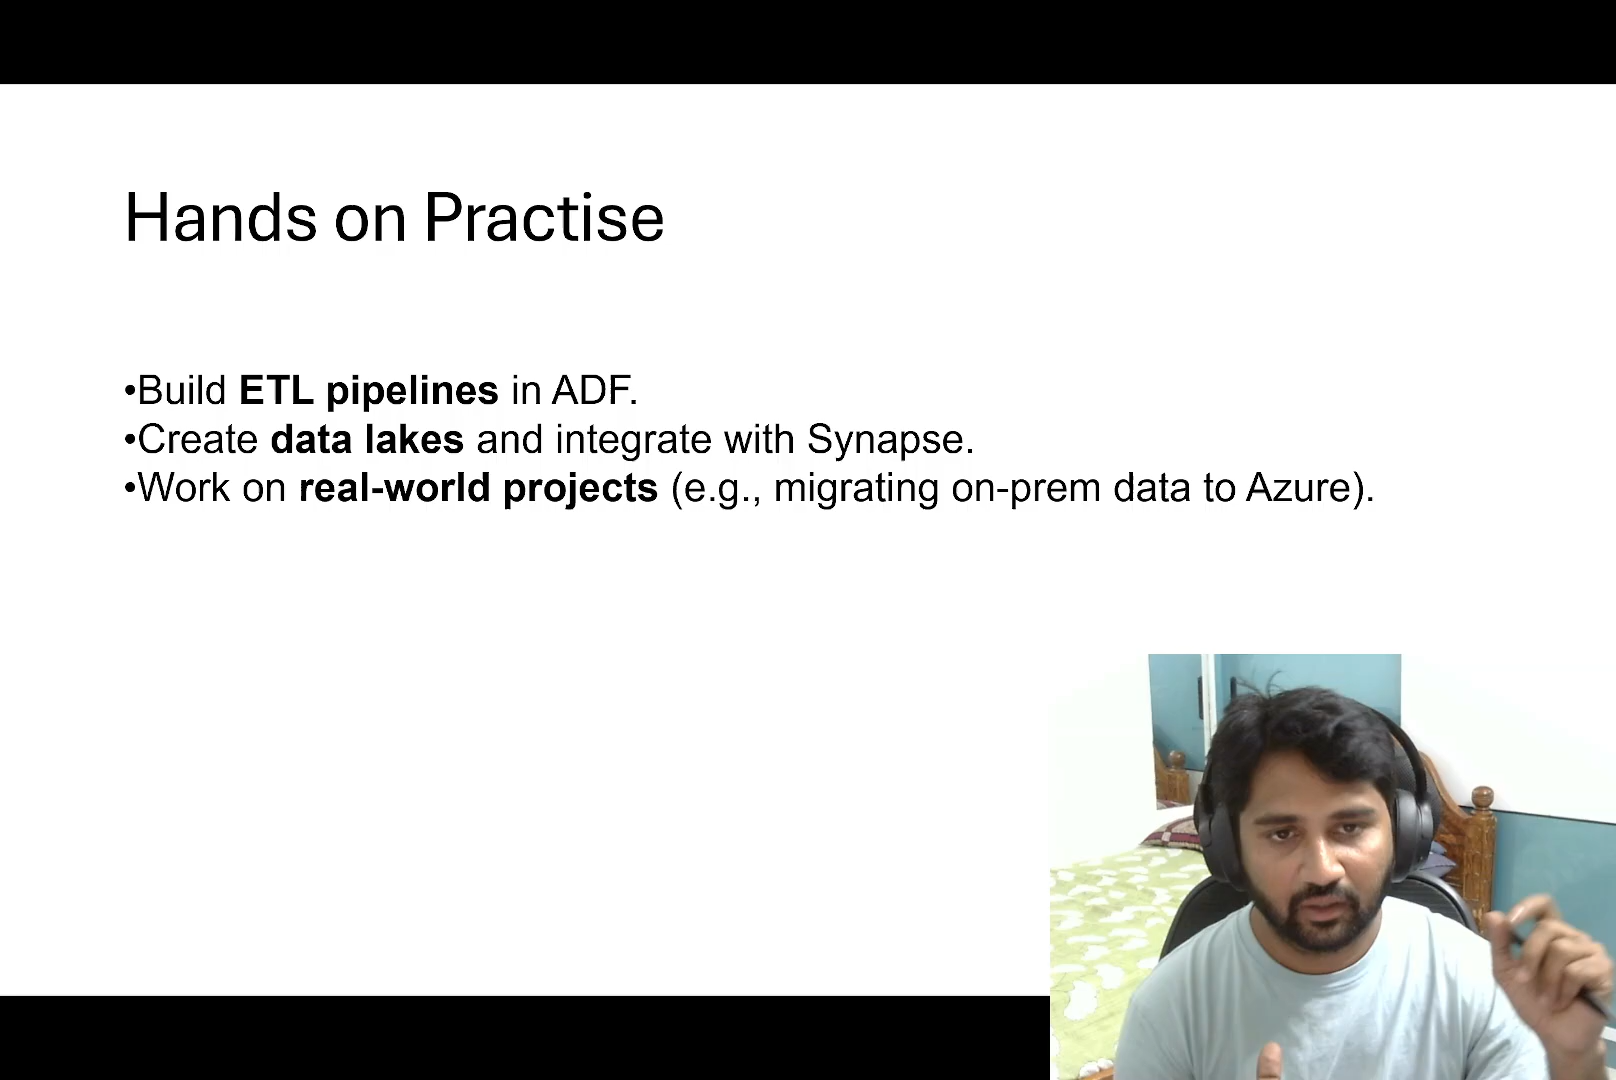 Hands on Practise
•Build ETL pipelines in ADF.
•Create data lakes and integrate with Synapse.
•Work on real-world projects (e.g., migrating on-prem data to Azure).